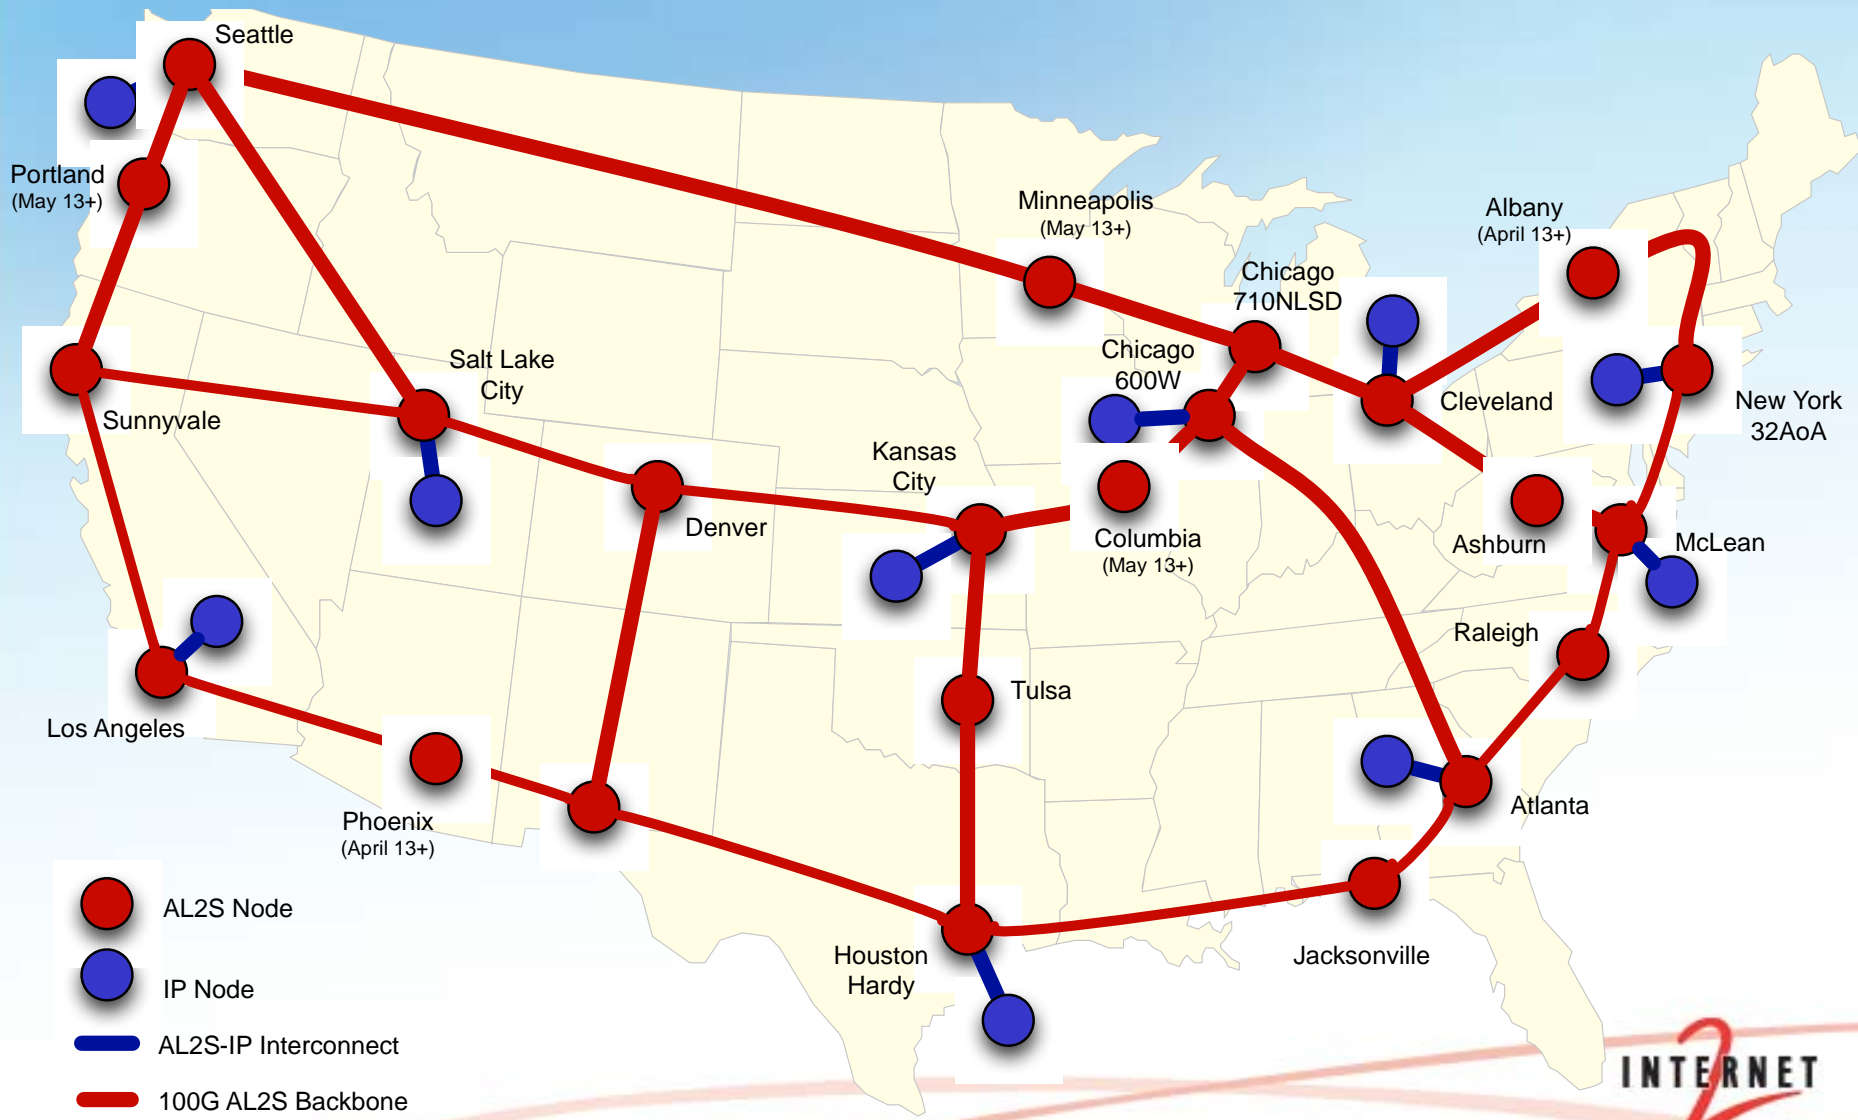 Seattle
Portland
(May 13+)
Minneapolis
(May 13+)
Albany
(April 13+)
Chicago
710NLSD
Chicago
600W
Salt Lake
City
Sunnyvale
Cleveland
New York
32AoA
Kansas
City
Denver
Columbia
(May 13+)
Ashburn
McLean
Raleigh
Tulsa
Los Angeles
Phoenix
(April 13+)
Atlanta
Houston
Hardy
Jacksonville
AL2S Node
IP Node
AL2S-IP Interconnect
100G AL2S Backbone
INTERNET
2